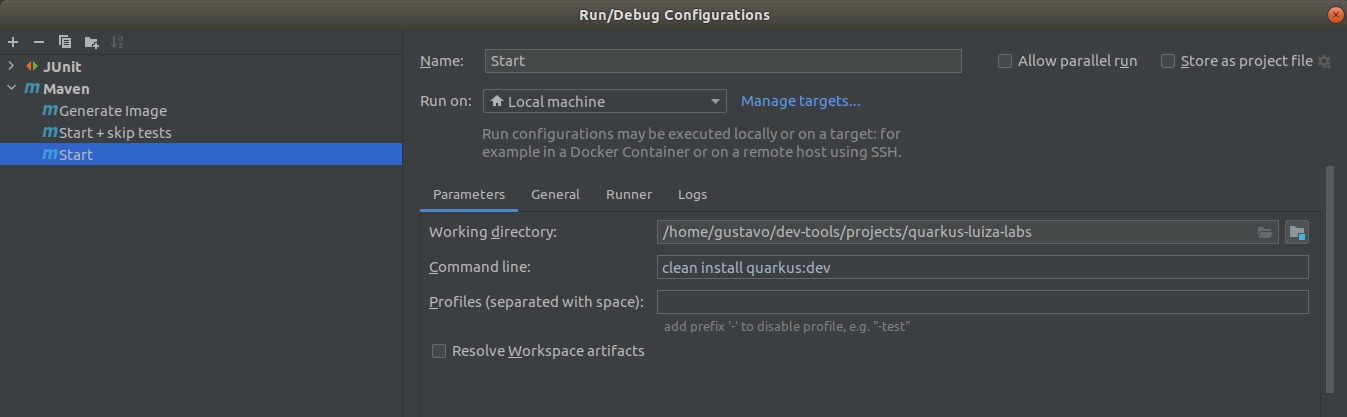 Run/Debug Configurations
JUnit
Maven
Generate Image
Start + skip tests
Start
Name: Start Allow parallel run Store as project file
Run on: Local machine Manage targets...
Run configurations may be executed locally or on a target: for
example in a Docker Container or on a remote host using SSH.
Parameters General Runner Logs
Working directory: /home/gustavo/dev-tools/projects/quarkus-luiza-labs
Command line: clean install quarkus:dev
Profiles (separated with space):
add prefix '-' to disable profile, e.g. "-test"
Resolve Workspace artifacts